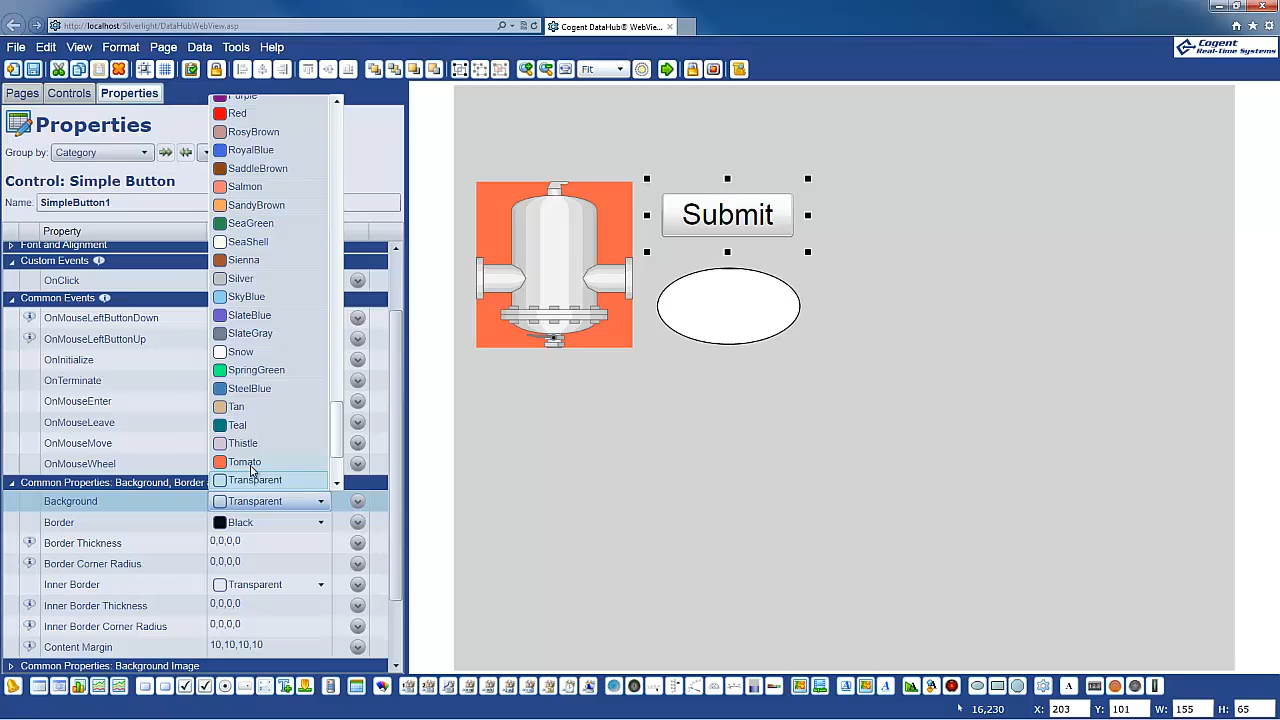 http://localhost/Silverlight/DataHubWebView.asp
Cogent DataHub® WebVie...
File Edit View Format Page Data Tools Help
Cogent
Real-Time Systems
Fit
Pages Controls Properties
Properties
Group by: Category
Control: Simple Button
Name: SimpleButton1
Property
Font and Alignment
Custom Events
OnClick
Common Events
OnMouseLeftButtonDown
OnMouseLeftButtonUp
OnInitialize
OnTerminate
OnMouseEnter
OnMouseLeave
OnMouseMove
OnMouseWheel
Common Properties: Background, Border
Background Transparent
Border Black
Border Thickness 0,0,0,0
Border Corner Radius 0,0,0,0
Inner Border Transparent
Inner Border Thickness 0,0,0,0
Inner Border Corner Radius 0,0,0,0
Content Margin 10,10,10,10
Common Properties: Background Image
Purple
Red
RosyBrown
RoyalBlue
SaddleBrown
Salmon
SandyBrown
SeaGreen
SeaShell
Sienna
Silver
SkyBlue
SlateBlue
SlateGray
Snow
SpringGreen
SteelBlue
Tan
Teal
Thistle
Tomato
Transparent
Submit
16,230 X: 203 Y: 101 W: 155 H: 65